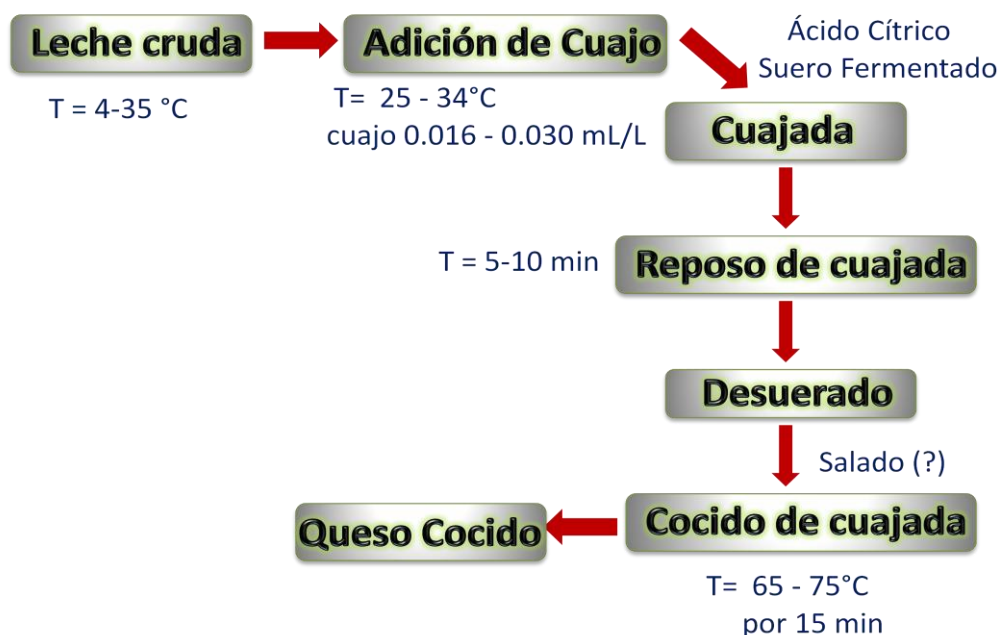 Leche cruda
T = 4-35 °C
Adición de Cuajo
T= 25 - 34°C
cuajo 0.016 - 0.030 mL/L
Ácido Cítrico
Suero Fermentado
Cuajada
T = 5-10 min
Reposo de cuajada
Desuerado
Salado (?)
Cocido de cuajada
T= 65 - 75°C
por 15 min
Queso Cocido